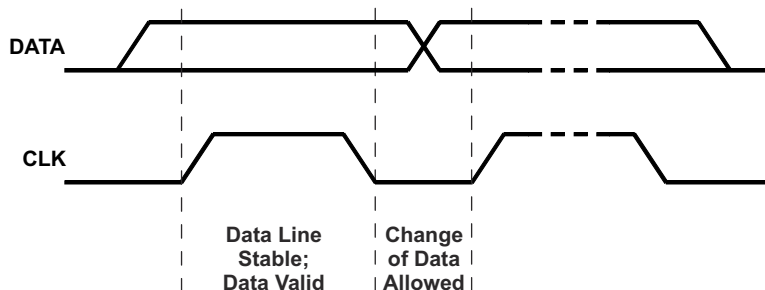 DATA
CLK
Data Line
Stable;
Data Valid
Change
of Data
Allowed